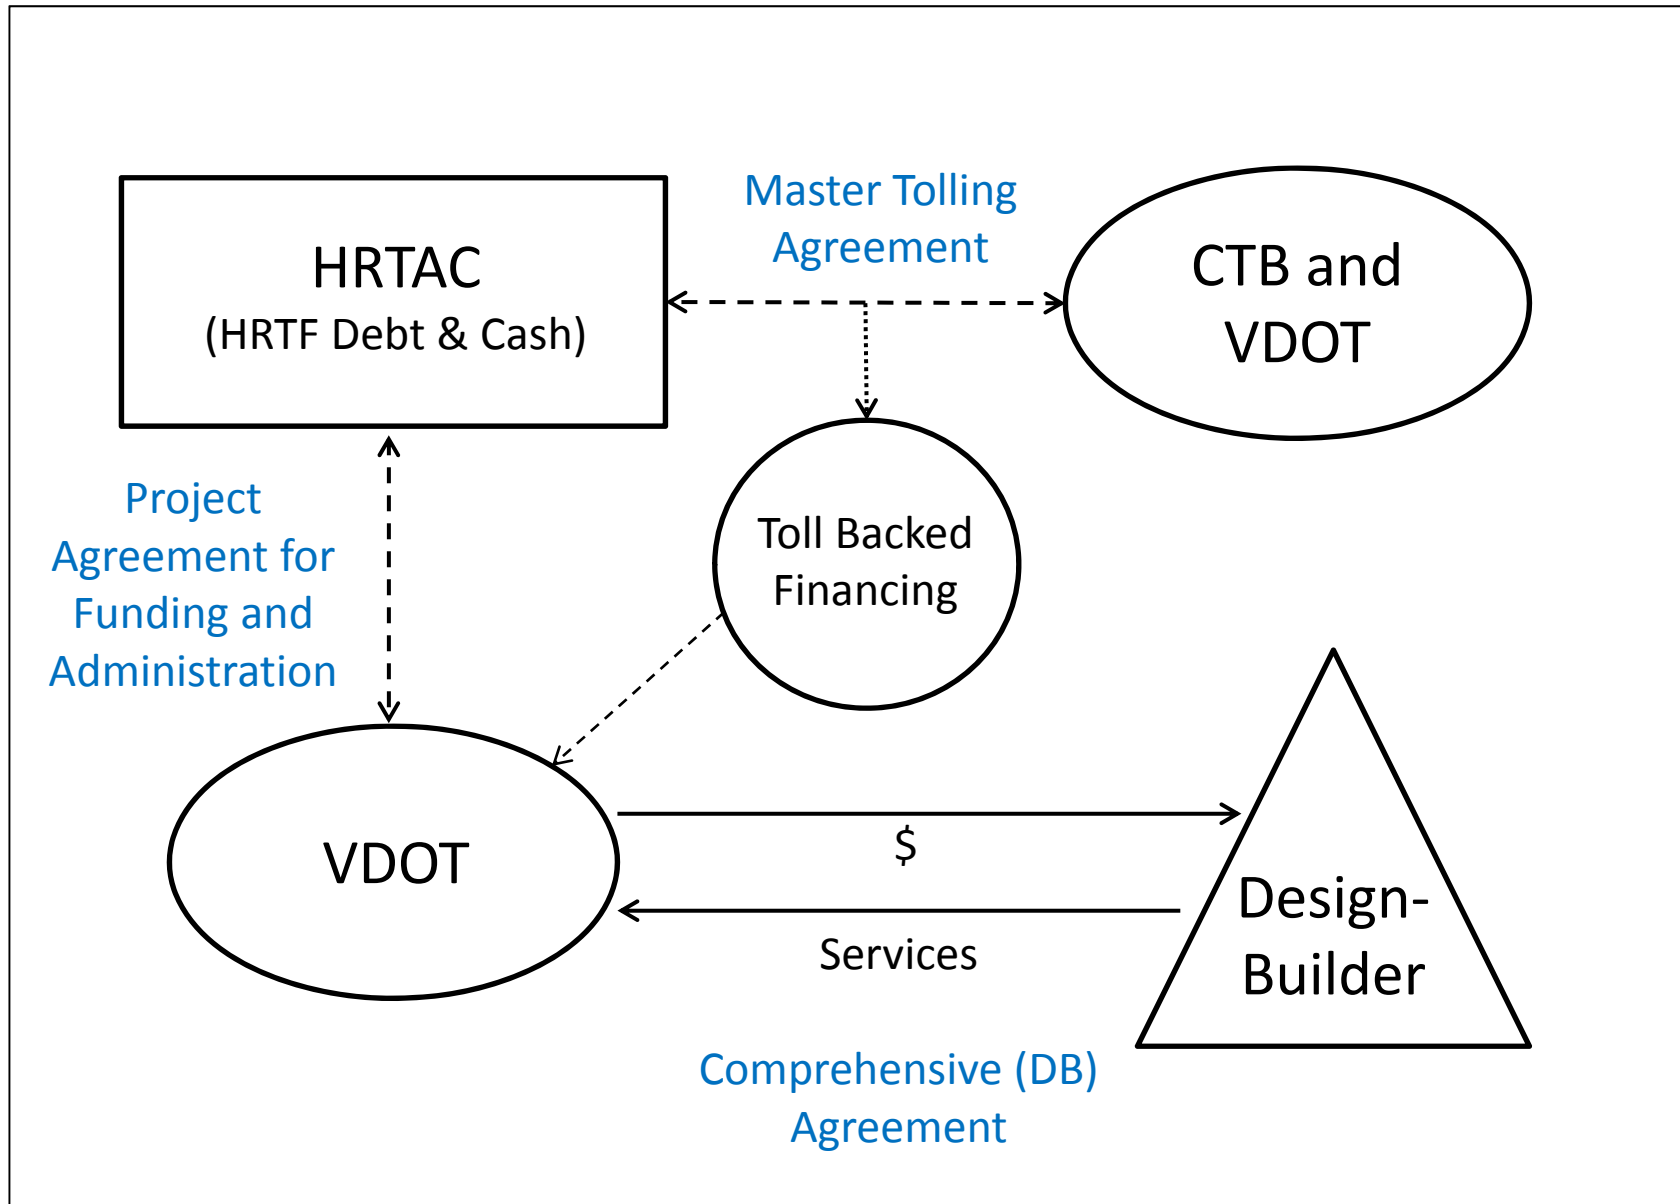 HRTAC
(HRTF Debt & Cash)
Master Tolling
Agreement
CTB and
VDOT
Project
Agreement for
Funding and
Administration
Toll Backed
Financing
VDOT
$
Services
Design-
Builder
Comprehensive (DB)
Agreement